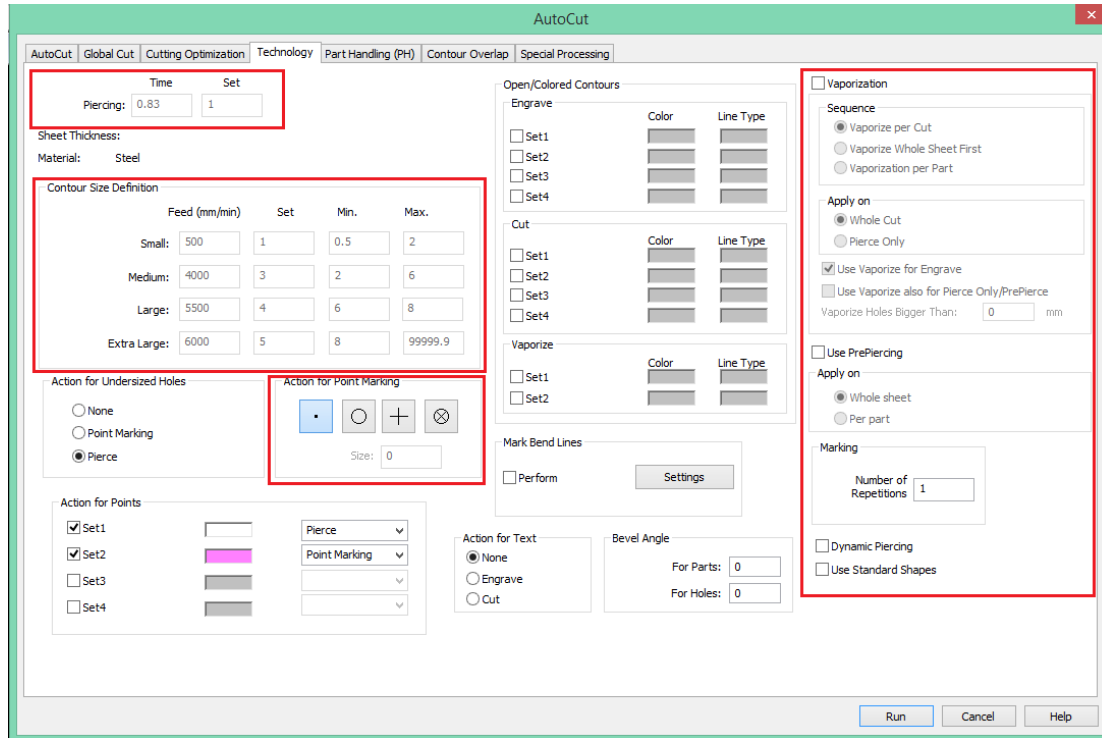 AutoCut
AutoCut Global Cut Cutting Optimization Technology Part Handling (PH) Contour Overlap Special Processing
Time Set
Piercing: 0.83 1
Sheet Thickness:
Material: Steel
Contour Size Definition
Feed (mm/min) Set Min. Max.
Small: 500 1 0.5 2
Medium: 4000 3 2 6
Large: 5500 4 6 8
Extra Large: 6000 5 8 99999.9
Action for Undersized Holes
None
Point Marking
Pierce
Action for Point Marking
Size: 0
Action for Points
Set1 Pierce
Set2 Point Marking
Set3
Set4
Open/Colored Contours
Engrave
Color Line Type
Set1
Set2
Set3
Set4
Cut
Color Line Type
Set1
Set2
Set3
Set4
Vaporize
Color Line Type
Set1
Set2
Mark Bend Lines
Perform Settings
Action for Text
None
Engrave
Cut
Bevel Angle
For Parts: 0
For Holes: 0
Vaporization
Sequence
Vaporize per Cut
Vaporize Whole Sheet First
Vaporization per Part
Apply on
Whole Cut
Pierce Only
Use Vaporize for Engrave
Use Vaporize also for Pierce Only/PrePierce
Vaporize Holes Bigger Than: 0 mm
Use PrePiercing
Apply on
Whole sheet
Per part
Marking
Number of
Repetitions 1
Dynamic Piercing
Use Standard Shapes
Run Cancel Help